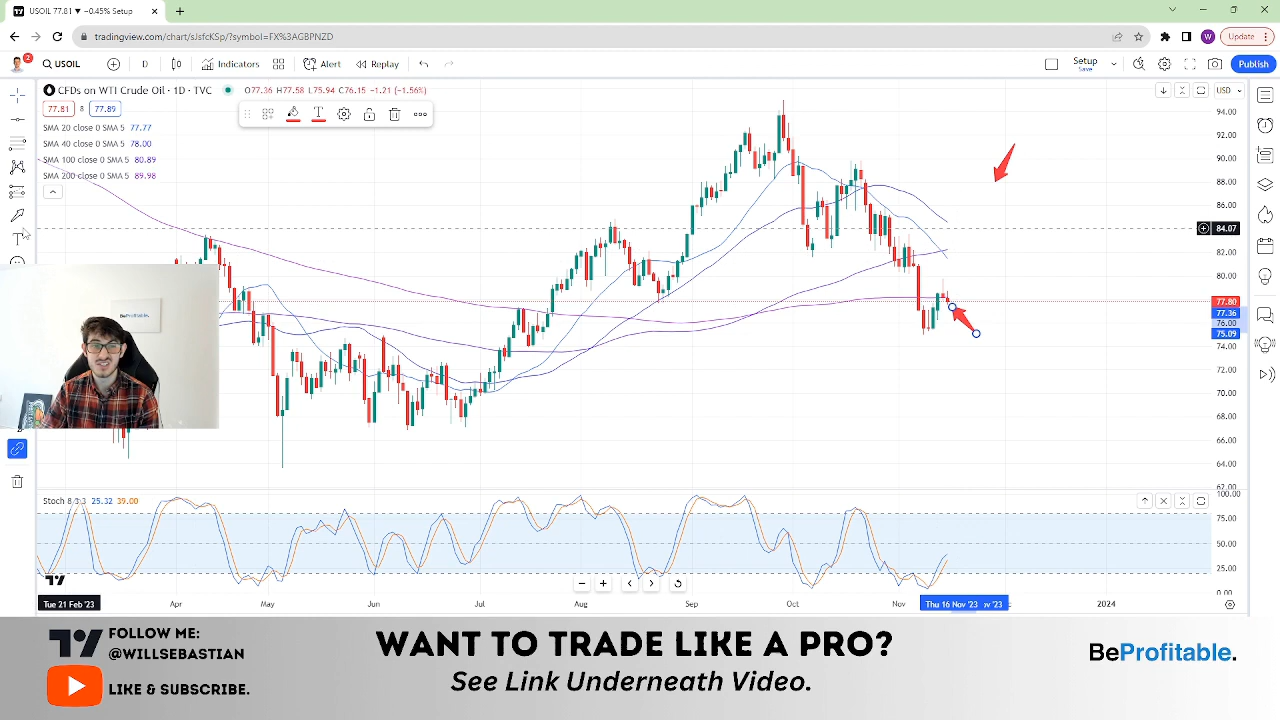 USOIL 77.81 ▼ −0.45% Setup
tradingview.com/chart/sJsfcKSp/?symbol=FX%3AGBPNZD
W
Update
2
USOIL
D
Indicators
Alert
Replay
Setup
Save
Publish
CFDs on WTI Crude Oil · 1D · TVC
O77.36 H77.58 L75.94 C76.15 −1.21 (−1.56%)
USD
77.81 8 77.89
SMA 20 close 0 SMA 5 77.77
SMA 40 close 0 SMA 5 78.00
SMA 100 close 0 SMA 5 80.89
SMA 200 close 0 SMA 5 89.98
94.00
92.00
90.00
88.00
86.00
84.07
82.00
80.00
77.80
77.36
76.00
75.09
74.00
72.00
70.00
68.00
66.00
64.00
62.00
BeProfitable.
Stoch 8 3 3 25.32 39.00
100.00
75.00
50.00
25.00
0.00
Tue 21 Feb '23 Apr May Jun Jul Aug Sep Oct Nov Thu 16 Nov '23 2024
FOLLOW ME:
@WILLSEBASTIAN
LIKE & SUBSCRIBE.
WANT TO TRADE LIKE A PRO?
See Link Underneath Video.
BeProfitable.